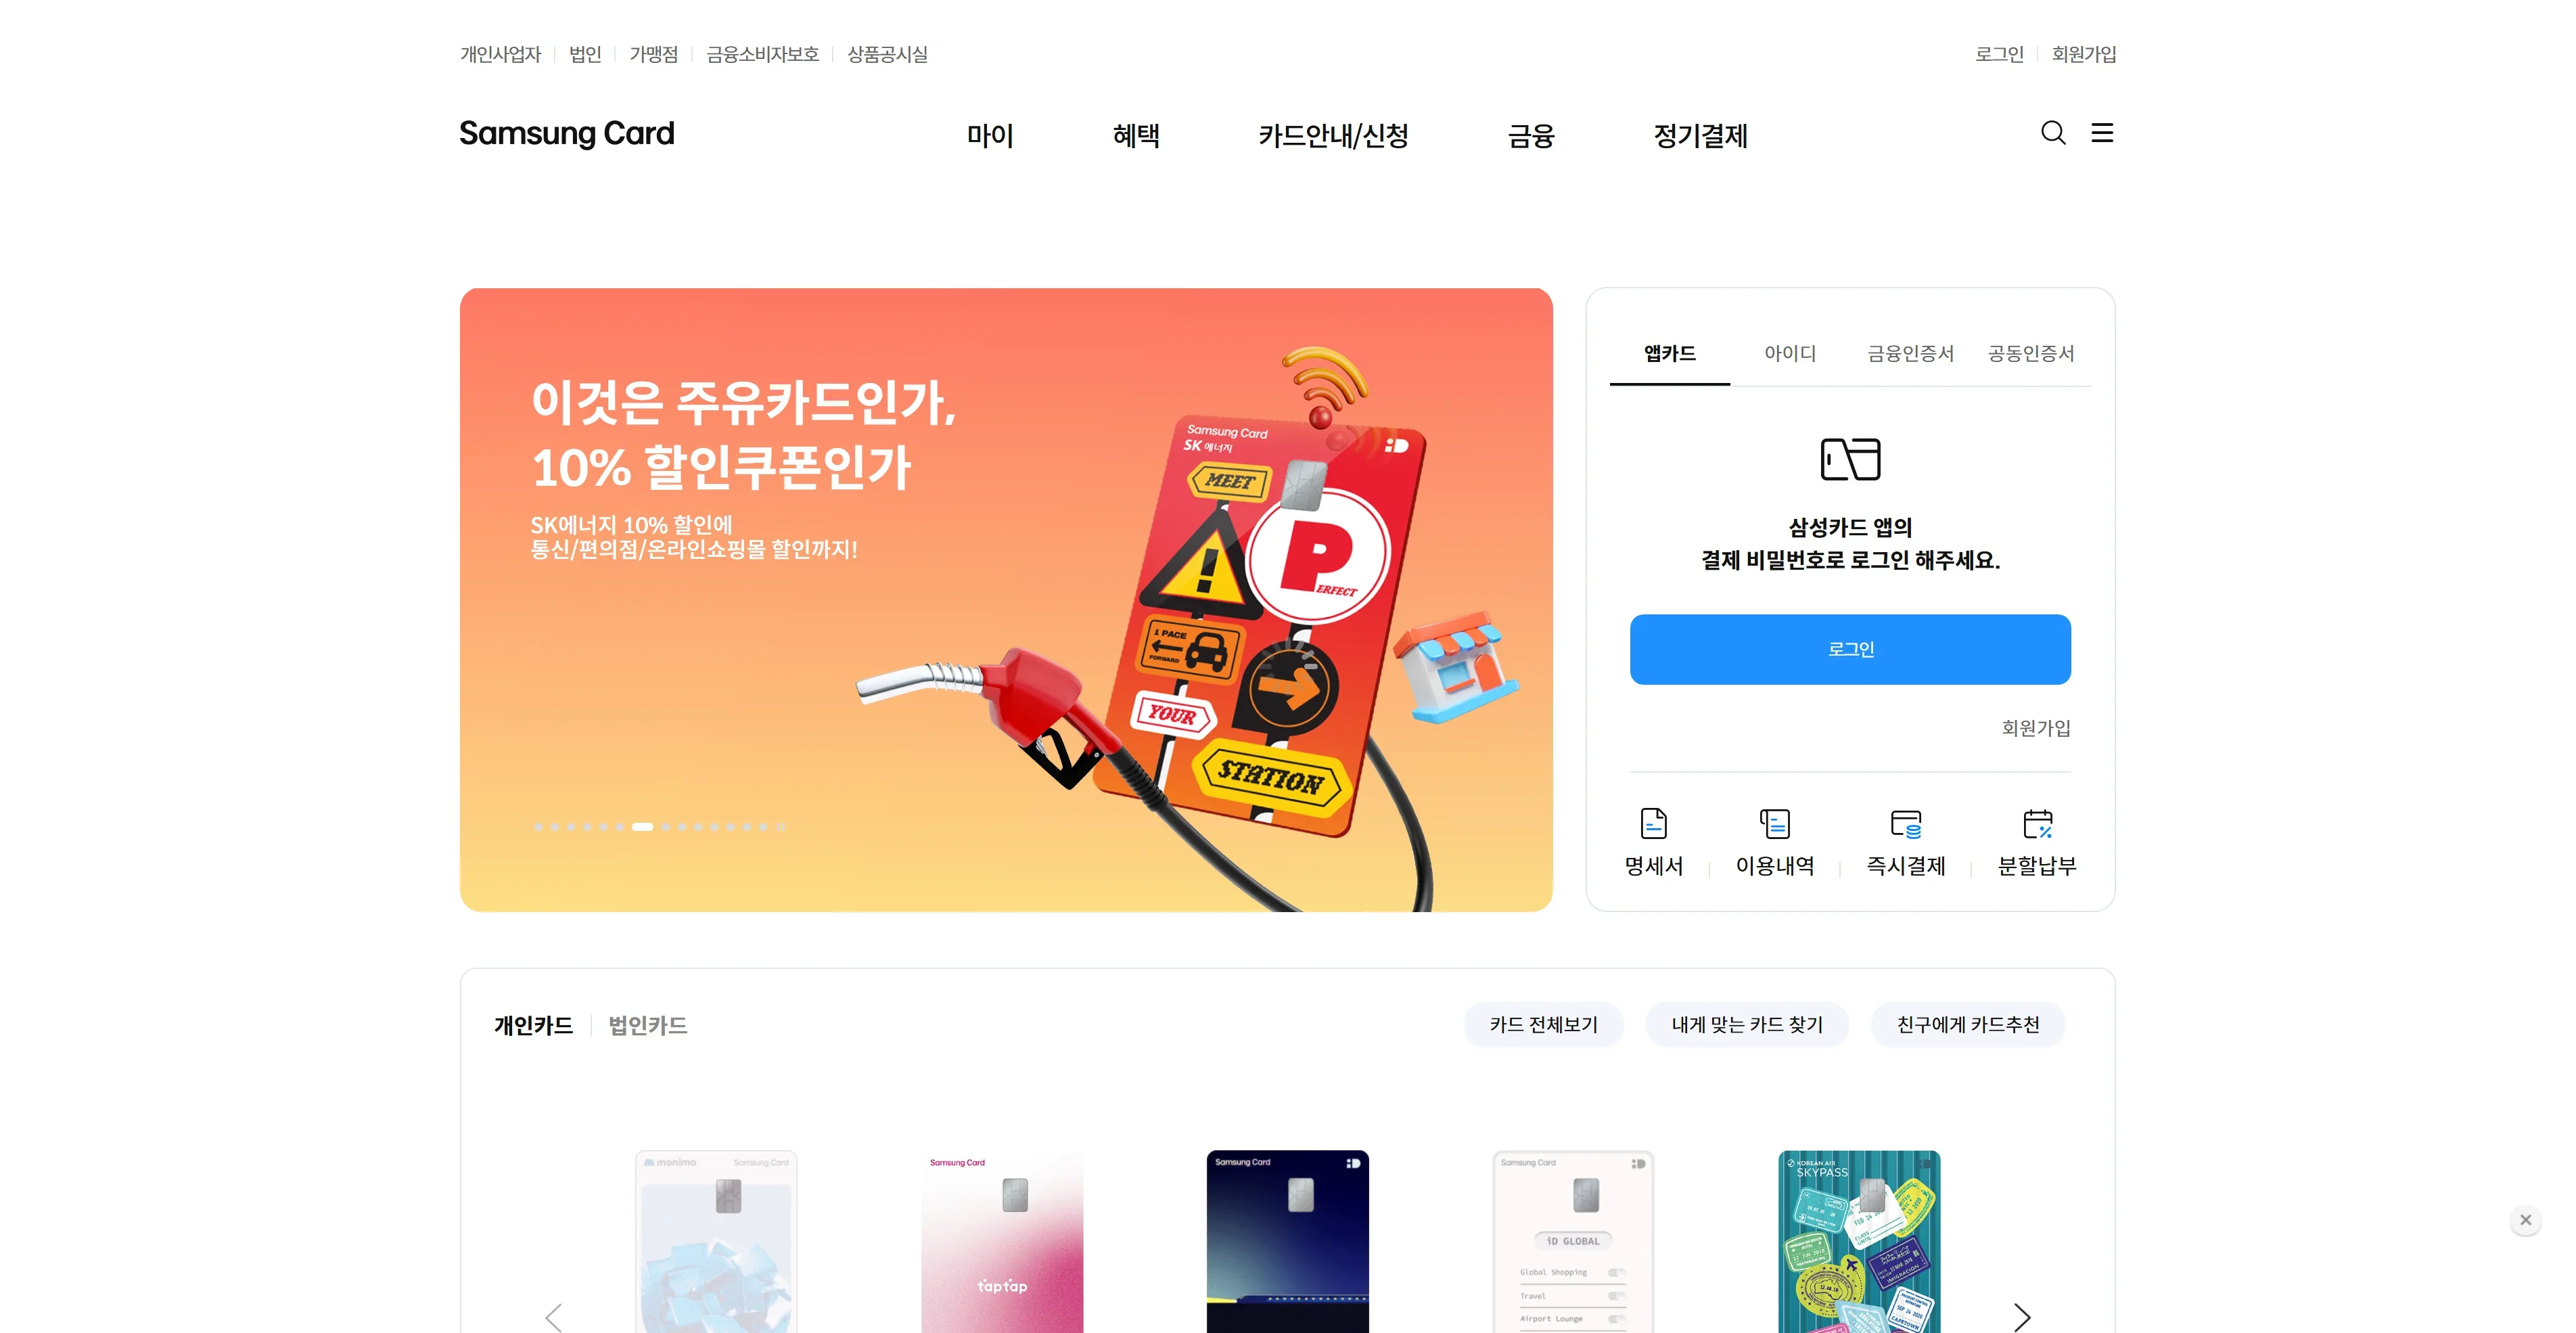 개인사업자
법인
가맹점
금융소비자보호
상품공시실
로그인
회원가입
Samsung Card
마이
혜택
카드안내/신청
금융
정기결제
이것은 주유카드인가,
10% 할인쿠폰인가
SK에너지 10% 할인에
통신/편의점/온라인쇼핑몰 할인까지!
Samsung Card
SK 에너지
iD
MEET
PERFECT
1 PACE
FORWARD
YOUR
STATION
앱카드
아이디
금융인증서
공동인증서
삼성카드 앱의
결제 비밀번호로 로그인 해주세요.
로그인
회원가입
명세서
이용내역
즉시결제
분할납부
개인카드
법인카드
카드 전체보기
내게 맞는 카드 찾기
친구에게 카드추천
monimo
Samsung Card
Samsung Card
taptap
Samsung Card
iD
Samsung Card
iD
iD GLOBAL
Global Shopping
Travel
Airport Lounge
KOREAN AIR
SKYPASS
CAPETOWN